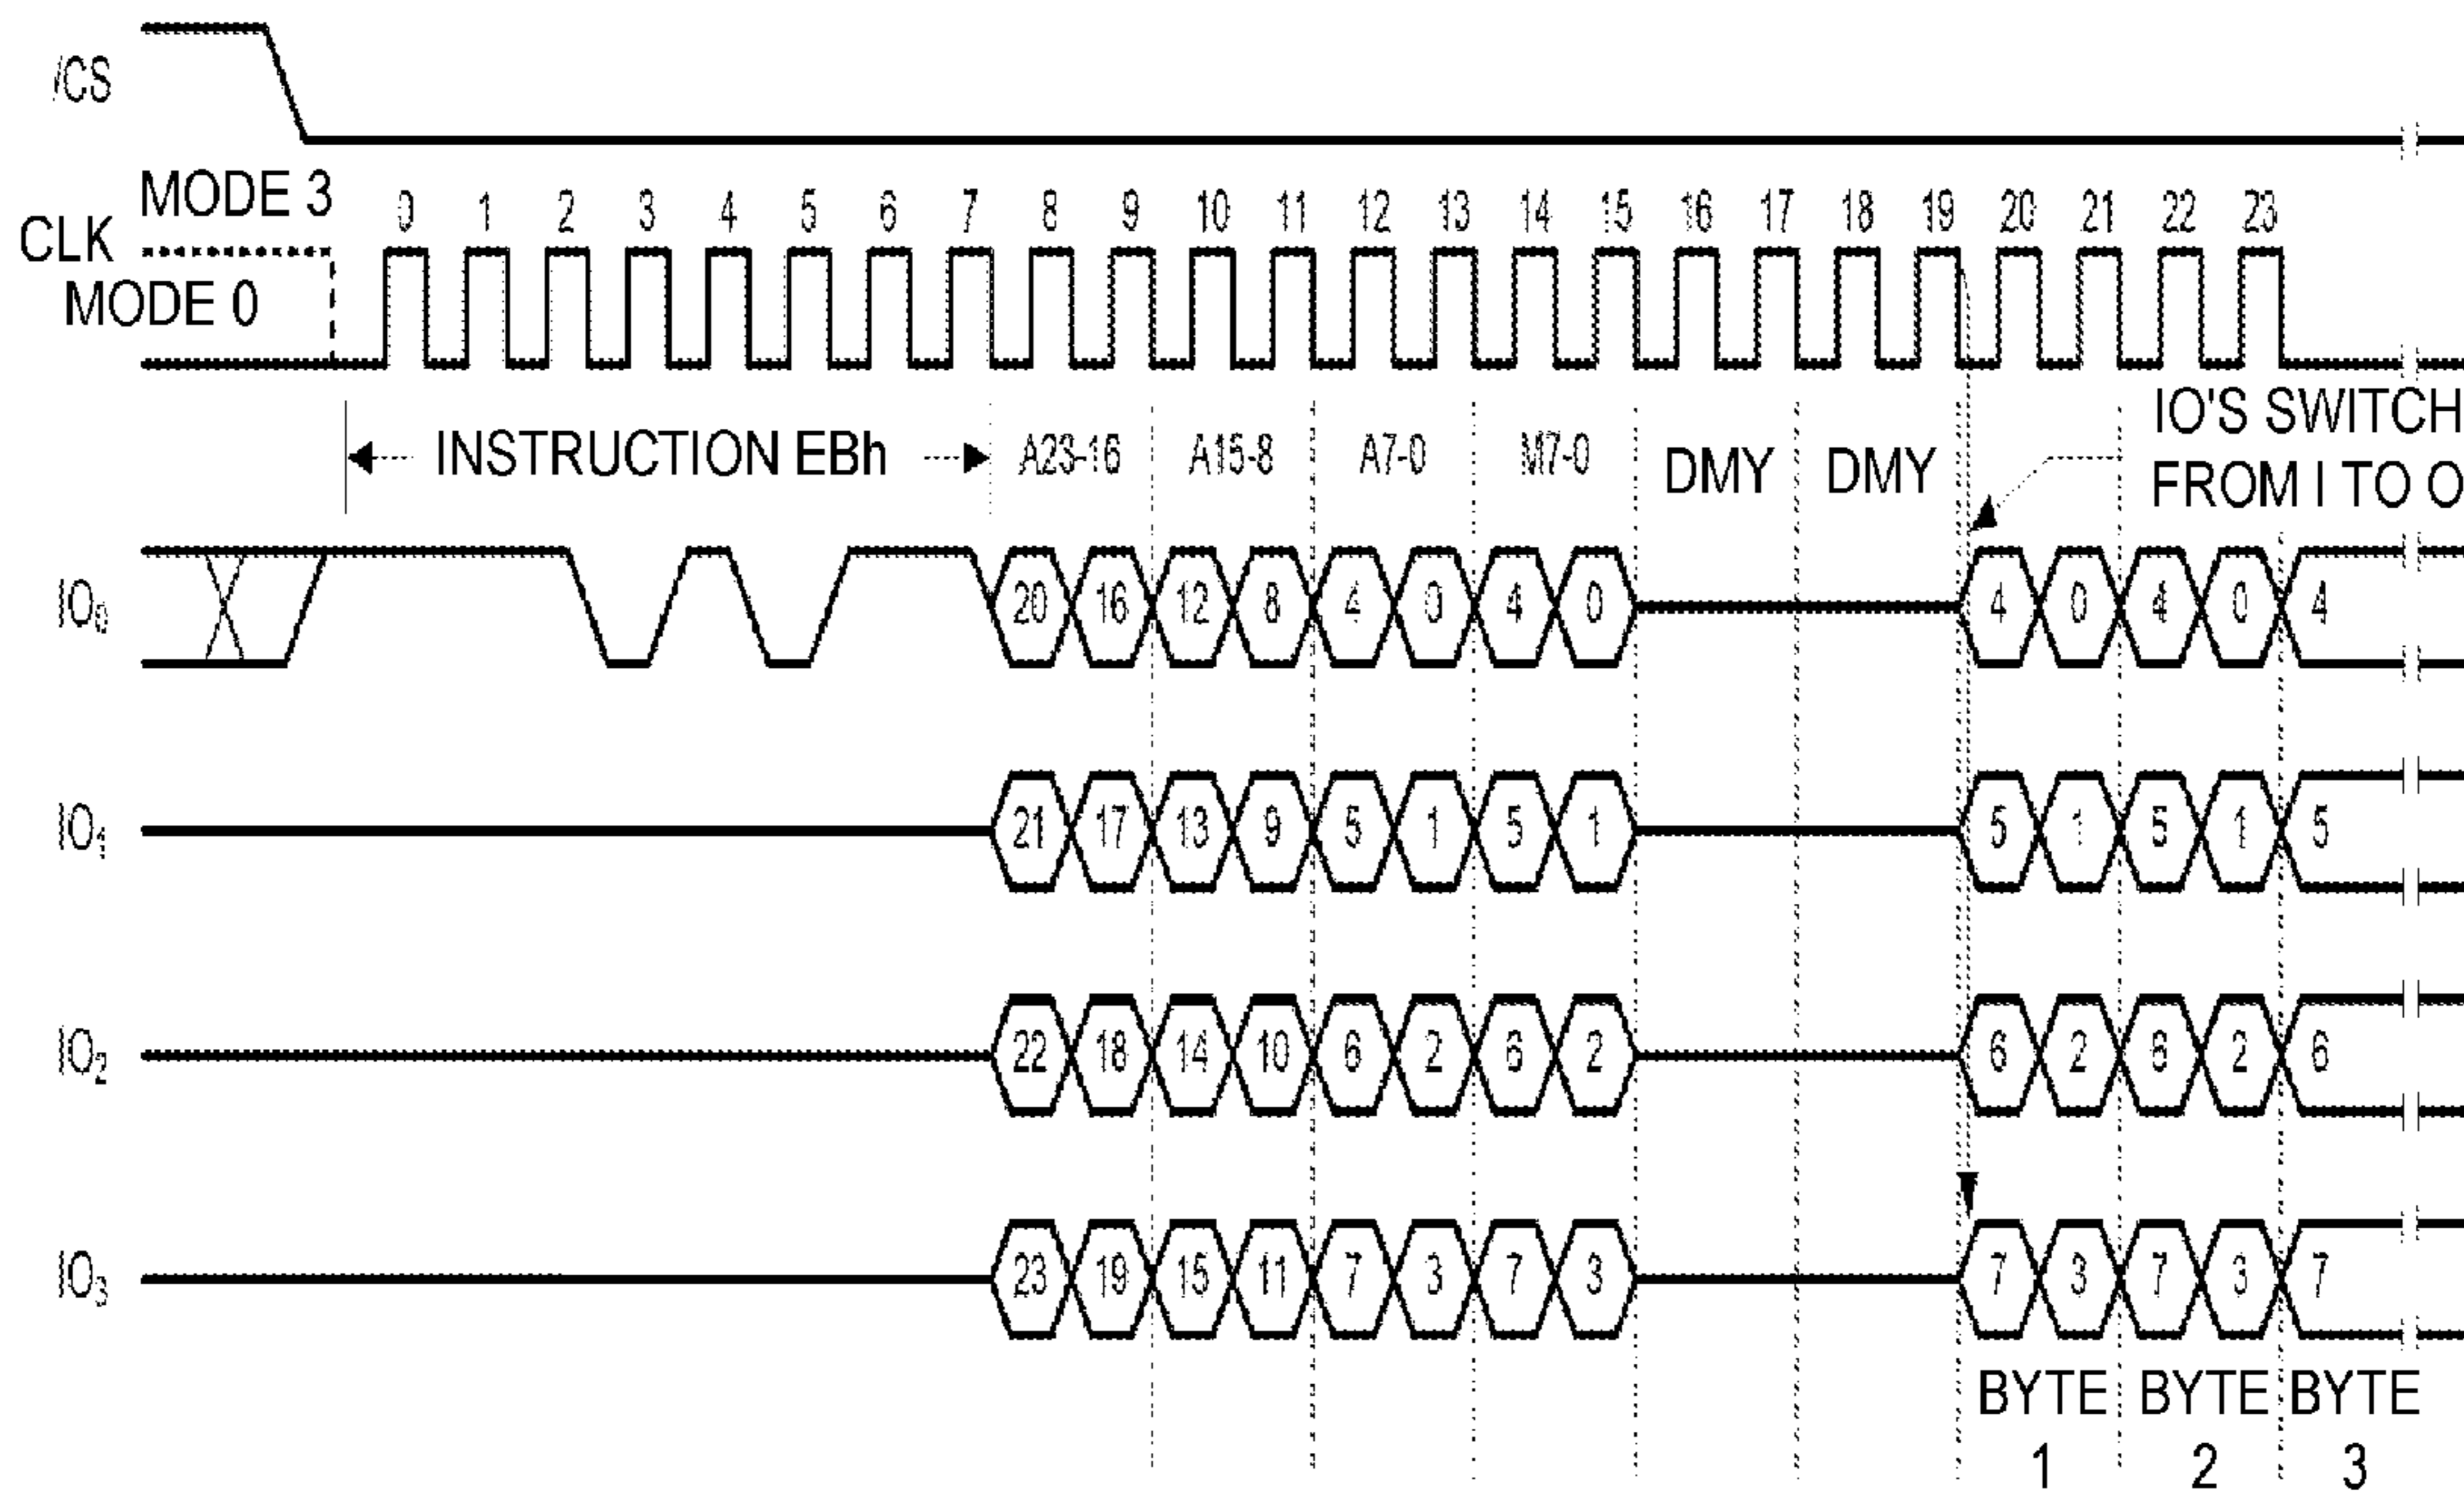 /CS
MODE 3
0 1 2 3 4 5 6 7 8 9 10 11 12 13 14 15 16 17 18 19 20 21 22 23
CLK
MODE 0
INSTRUCTION EBh
A23-16 A15-8 A7-0 M7-0 DMY DMY
IO'S SWITCH
FROM I TO O
IO0 20 16 12 8 4 0 4 0 4 0 4 0 4
IO1 21 17 13 9 5 1 5 1 5 1 5 1 5
IO2 22 18 14 10 6 2 6 2 6 2 6 2 6
IO3 23 19 15 11 7 3 7 3 7 3 7 3 7
BYTE 1
BYTE 2
BYTE 3